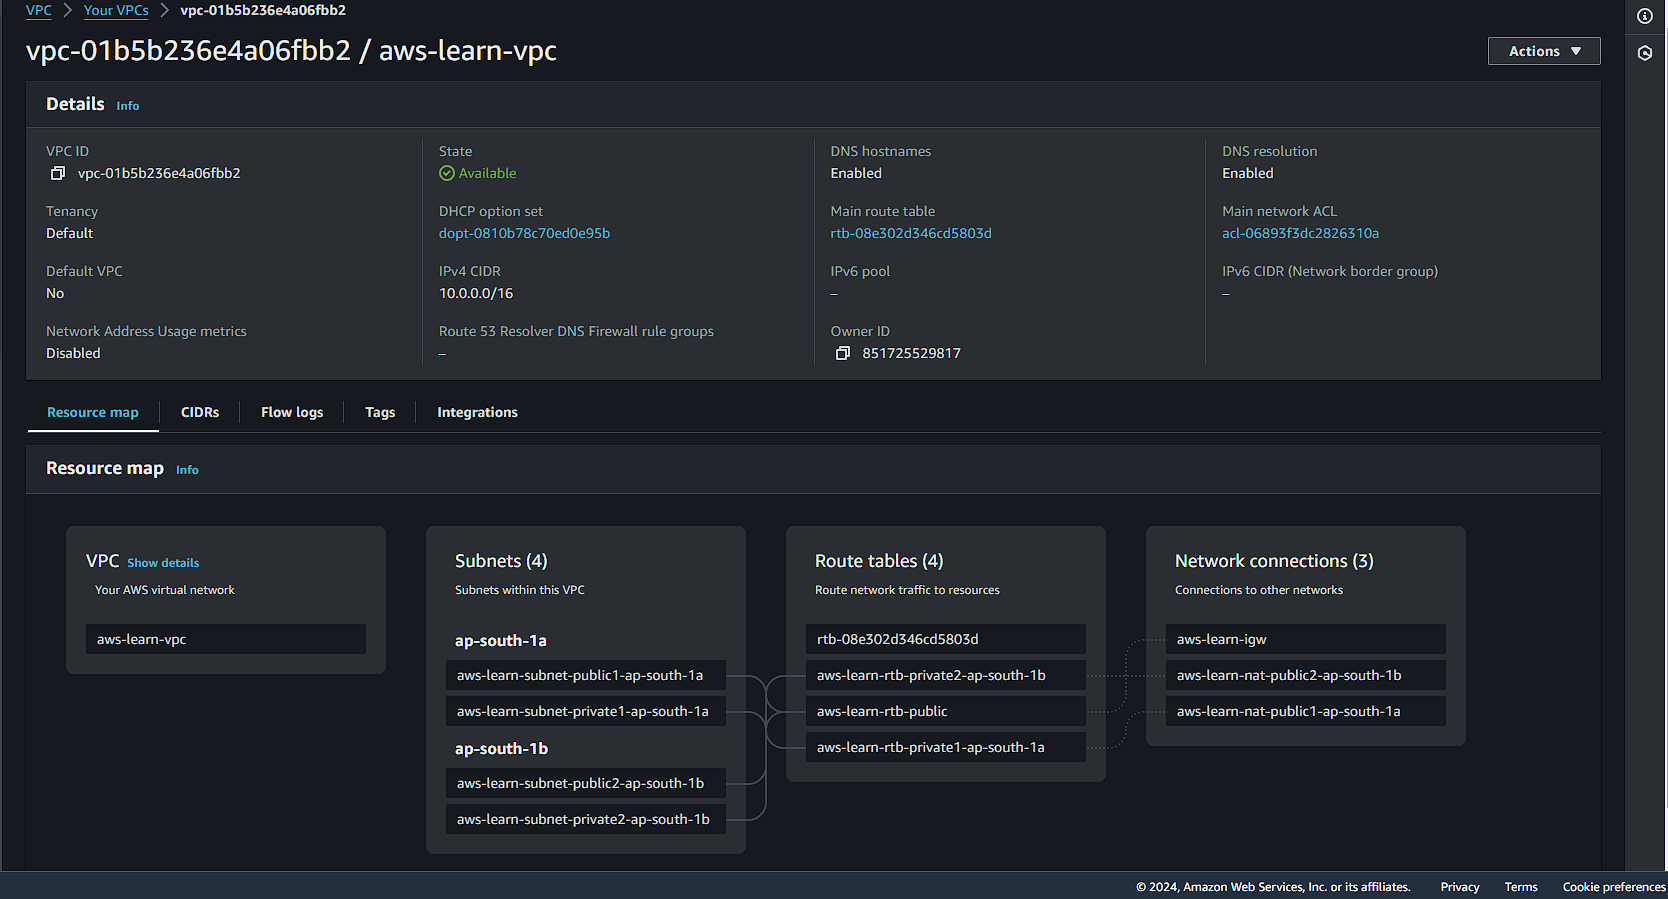 VPC > Your VPCs > vpc-01b5b236e4a06fbb2
vpc-01b5b236e4a06fbb2 / aws-learn-vpc
Actions ▼
Details Info
VPC ID
vpc-01b5b236e4a06fbb2
State
Available
DNS hostnames
Enabled
DNS resolution
Enabled
Tenancy
Default
DHCP option set
dopt-0810b78c70ed0e95b
Main route table
rtb-08e302d346cd5803d
Main network ACL
acl-06893f3dc2826310a
Default VPC
No
IPv4 CIDR
10.0.0.0/16
IPv6 pool
–
IPv6 CIDR (Network border group)
–
Network Address Usage metrics
Disabled
Route 53 Resolver DNS Firewall rule groups
–
Owner ID
851725529817
Resource map
CIDRs
Flow logs
Tags
Integrations
Resource map Info
VPC Show details
Your AWS virtual network
aws-learn-vpc
Subnets (4)
Subnets within this VPC
ap-south-1a
aws-learn-subnet-public1-ap-south-1a
aws-learn-subnet-private1-ap-south-1a
ap-south-1b
aws-learn-subnet-public2-ap-south-1b
aws-learn-subnet-private2-ap-south-1b
Route tables (4)
Route network traffic to resources
rtb-08e302d346cd5803d
aws-learn-rtb-private2-ap-south-1b
aws-learn-rtb-public
aws-learn-rtb-private1-ap-south-1a
Network connections (3)
Connections to other networks
aws-learn-igw
aws-learn-nat-public2-ap-south-1b
aws-learn-nat-public1-ap-south-1a
© 2024, Amazon Web Services, Inc. or its affiliates.
Privacy
Terms
Cookie preferences